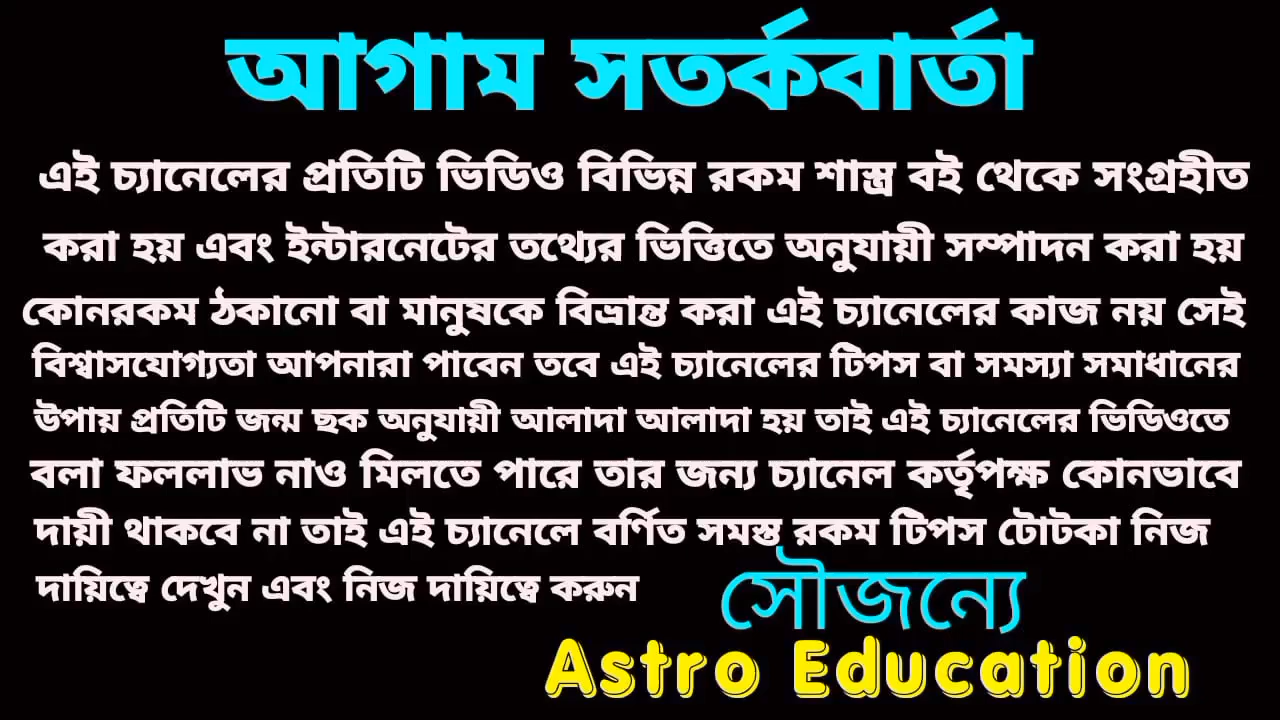 আগাম সতর্কবার্তা
এই চ্যানেলের প্রতিটি ভিডিও বিভিন্ন রকম শাস্ত্র বই থেকে সংগ্রহীত
করা হয় এবং ইন্টারনেটের তথ্যের ভিত্তিতে অনুযায়ী সম্পাদন করা হয়
কোনরকম ঠকানো বা মানুষকে বিভ্রান্ত করা এই চ্যানেলের কাজ নয় সেই
বিশ্বাসযোগ্যতা আপনারা পাবেন তবে এই চ্যানেলের টিপস বা সমস্যা সমাধানের
উপায় প্রতিটি জন্ম ছক অনুযায়ী আলাদা আলাদা হয় তাই এই চ্যানেলের ভিডিওতে
বলা ফললাভ নাও মিলতে পারে তার জন্য চ্যানেল কর্তৃপক্ষ কোনভাবে
দায়ী থাকবে না তাই এই চ্যানেলে বর্ণিত সমস্ত রকম টিপস টোটকা নিজ
দায়িত্বে দেখুন এবং নিজ দায়িত্বে করুন
সৌজন্যে
Astro Education